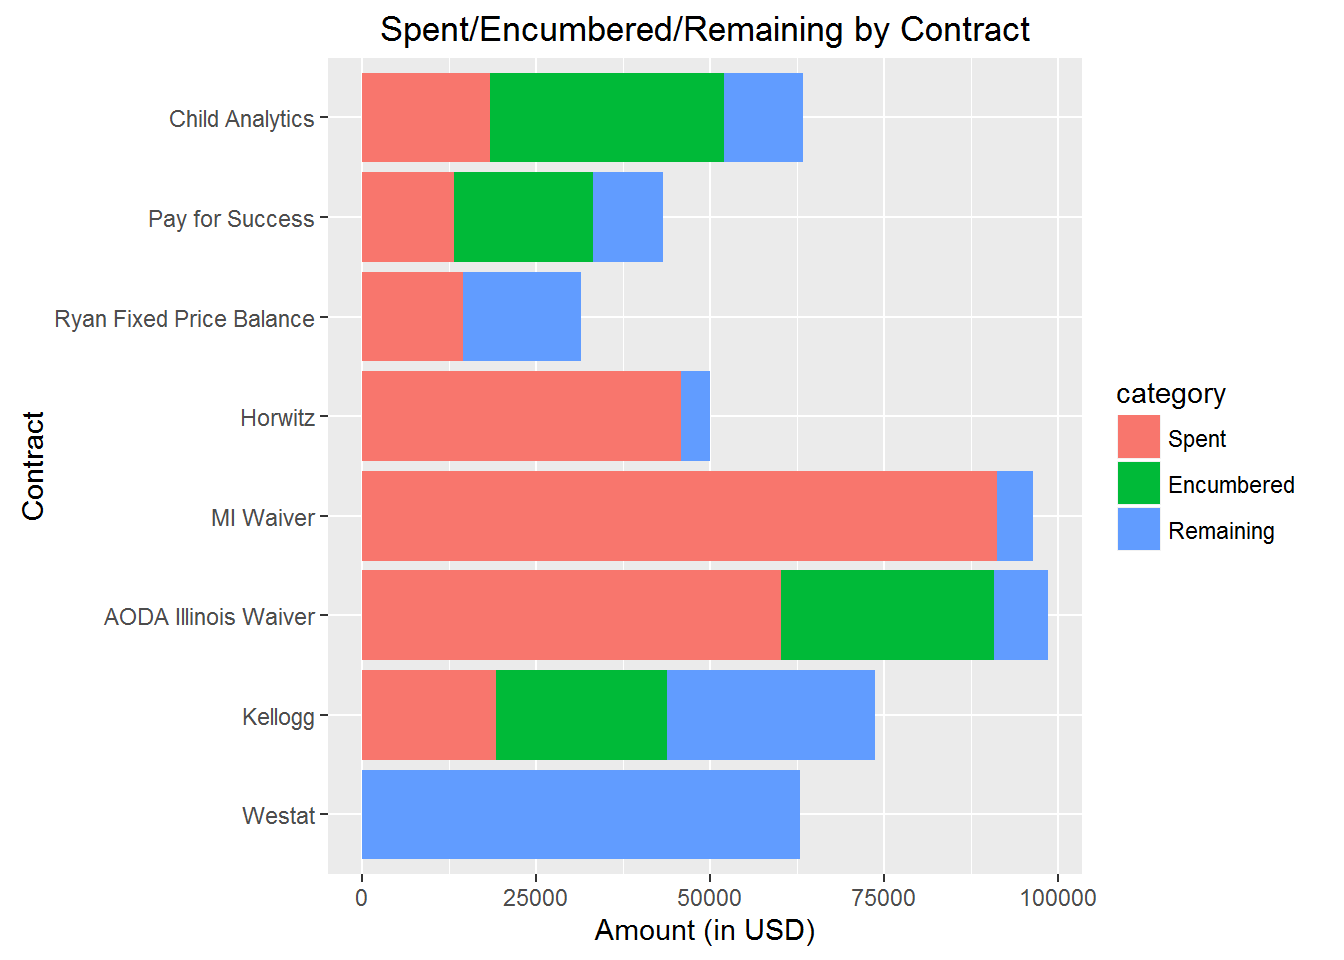 Spent/Encumbered/Remaining by Contract
Child Analytics
Pay for Success
Ryan Fixed Price Balance
Horwitz
MI Waiver
AODA Illinois Waiver
Kellogg
Westat
Contract
0 25000 50000 75000 100000
Amount (in USD)
category
Spent
Encumbered
Remaining